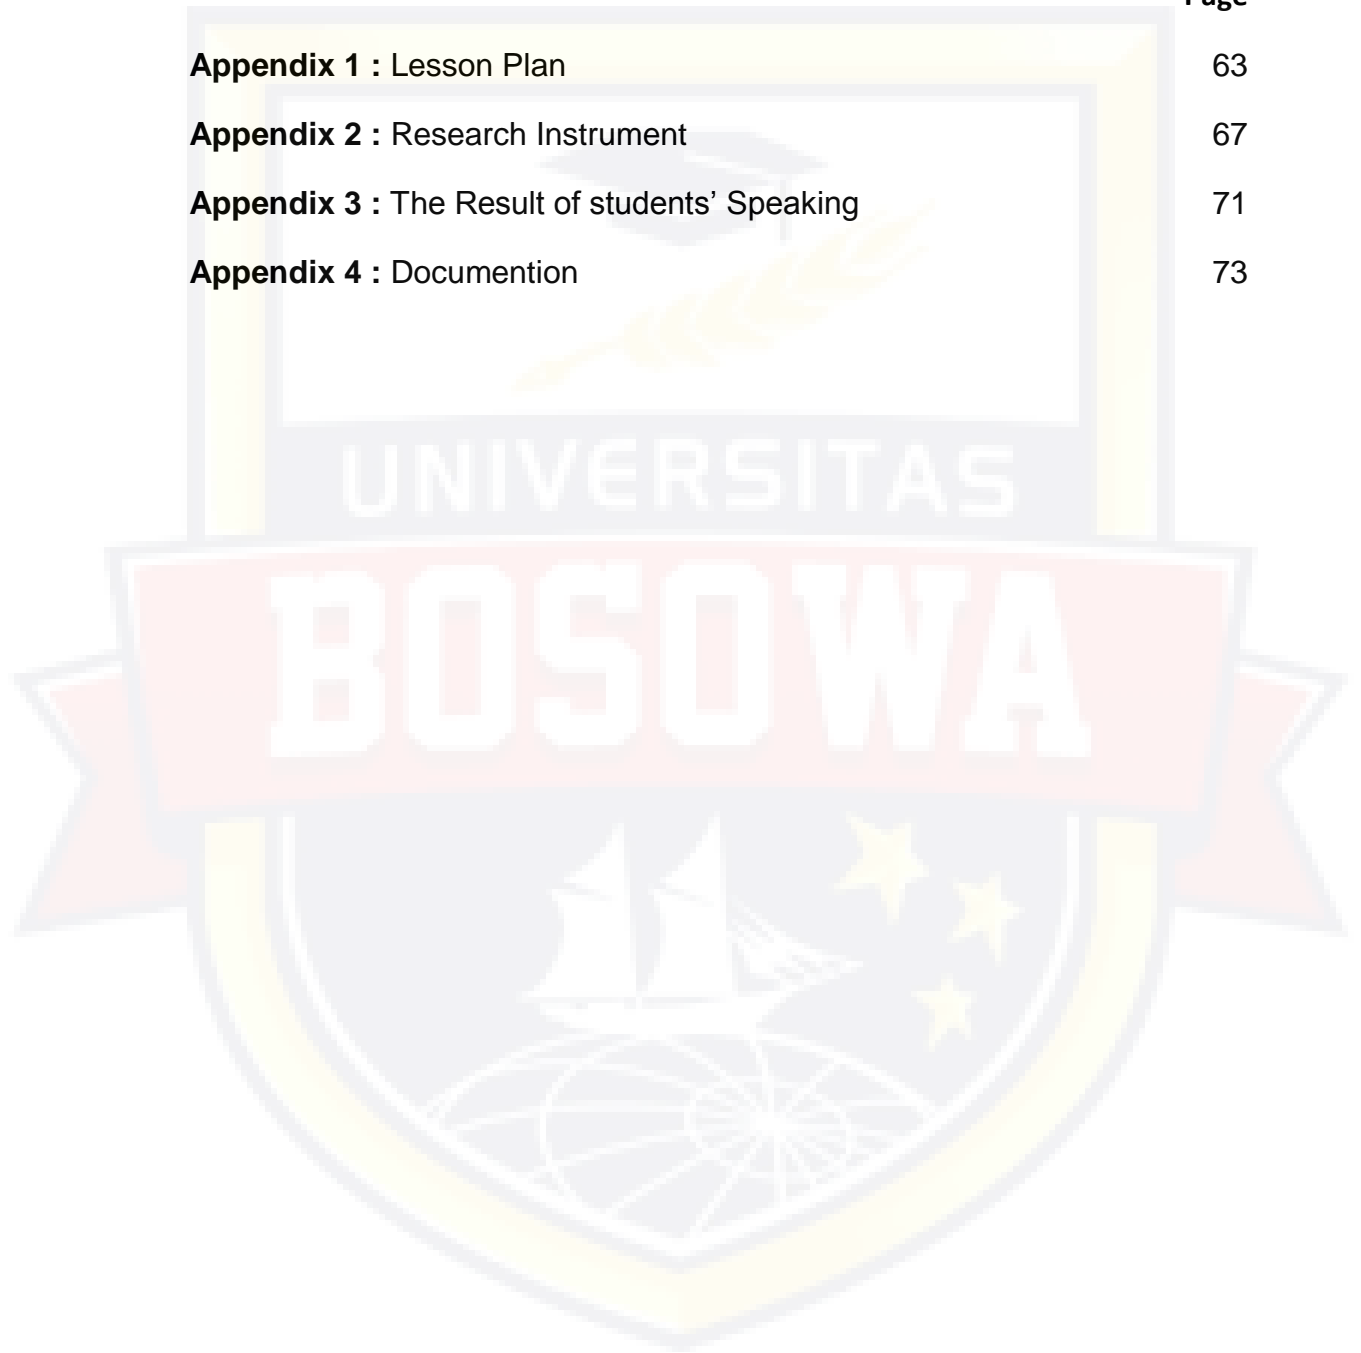 Page
Appendix 1 : Lesson Plan 63
Appendix 2 : Research Instrument 67
Appendix 3 : The Result of students’ Speaking 71
Appendix 4 : Documention 73
UNIVERSITAS
BOSOWA